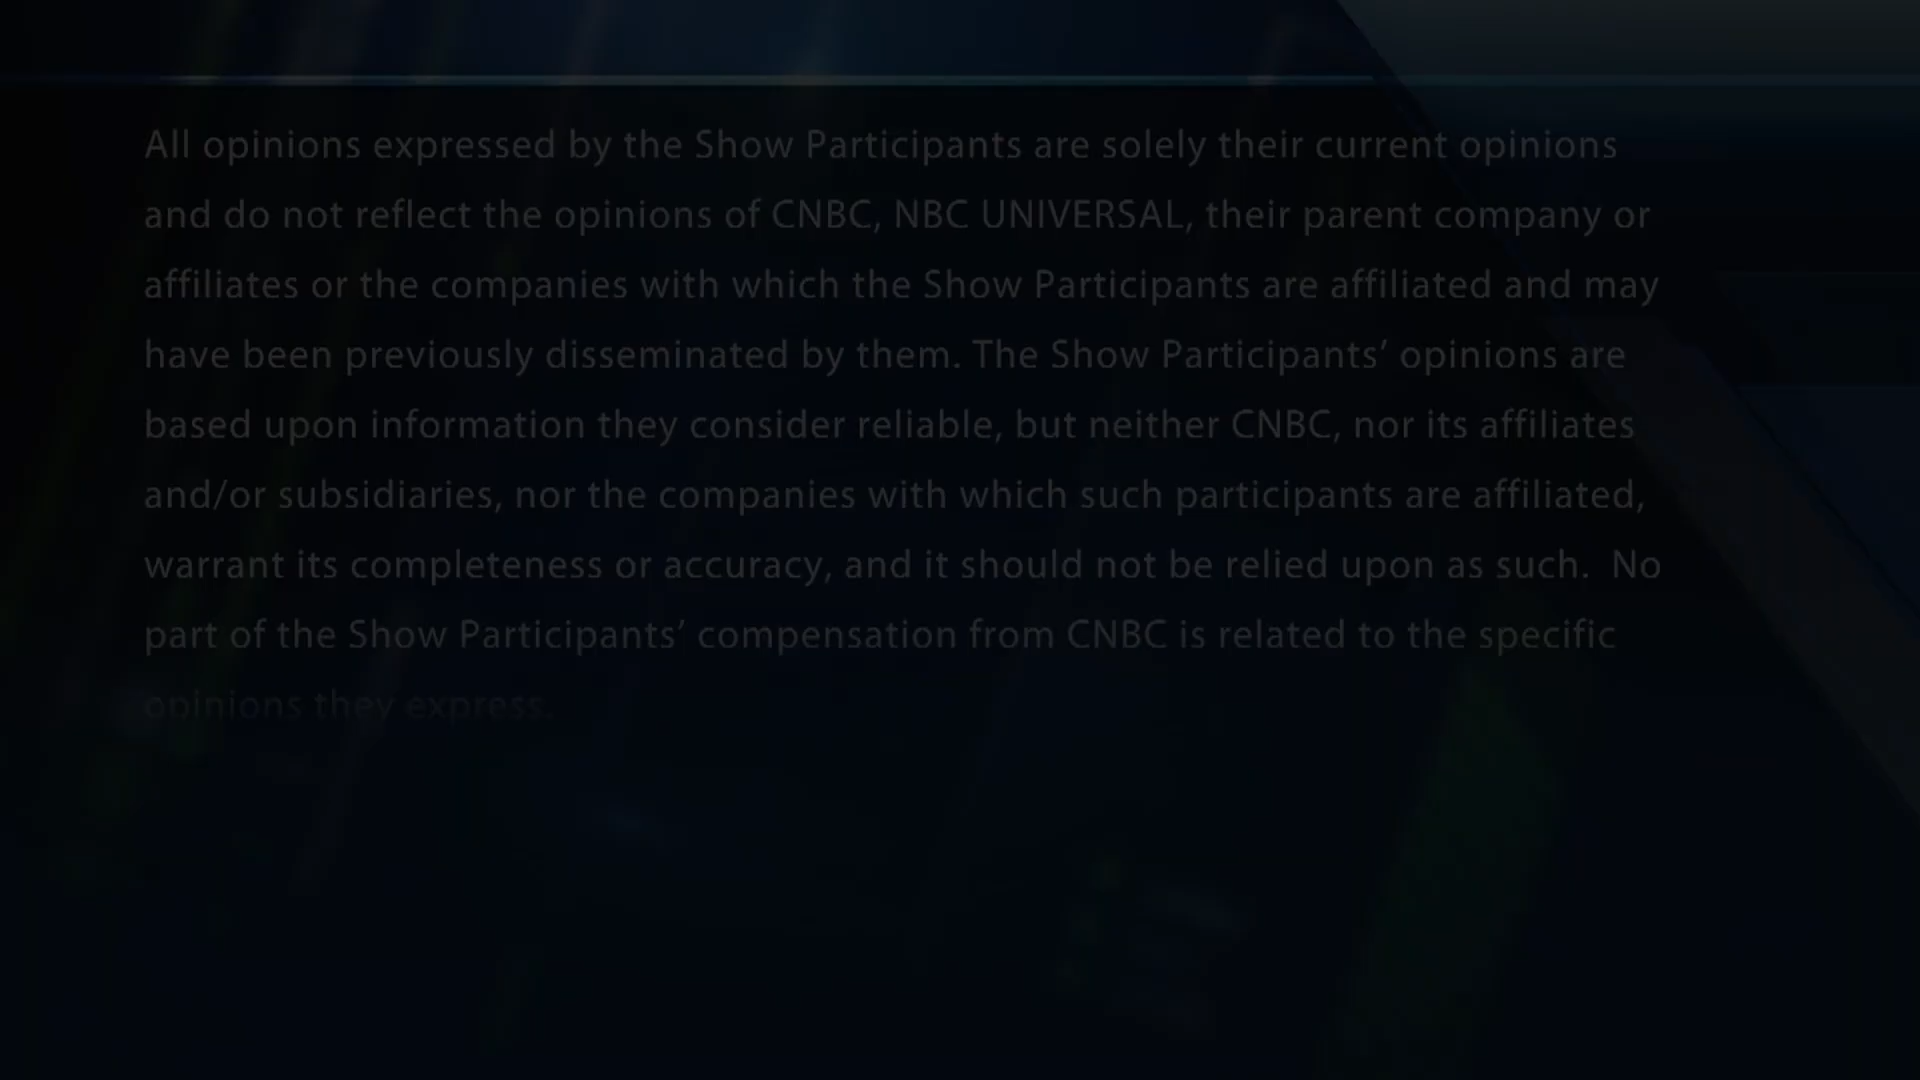 All opinions expressed by the Show Participants are solely their current opinions
and do not reflect the opinions of CNBC, NBC UNIVERSAL, their parent company or
affiliates or the companies with which the Show Participants are affiliated and may
have been previously disseminated by them. The Show Participants’ opinions are
based upon information they consider reliable, but neither CNBC, nor its affiliates
and/or subsidiaries, nor the companies with which such participants are affiliated,
warrant its completeness or accuracy, and it should not be relied upon as such.  No
part of the Show Participants’ compensation from CNBC is related to the specific
opinions they express.